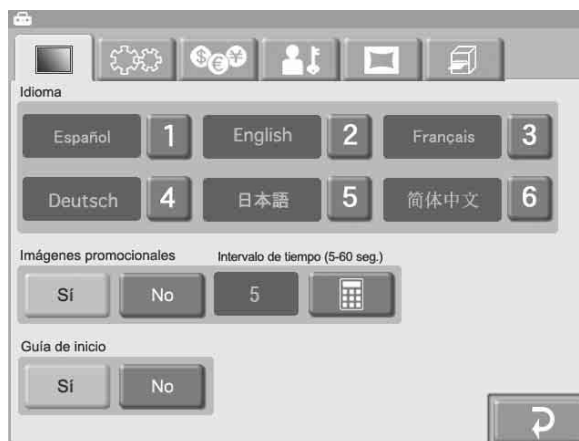 $ € ¥
Idioma
Español 1 English 2 Français 3
Deutsch 4 日本語 5 简体中文 6
Imágenes promocionales Intervalo de tiempo (5-60 seg.)
Sí No 5
Guía de inicio
Sí No